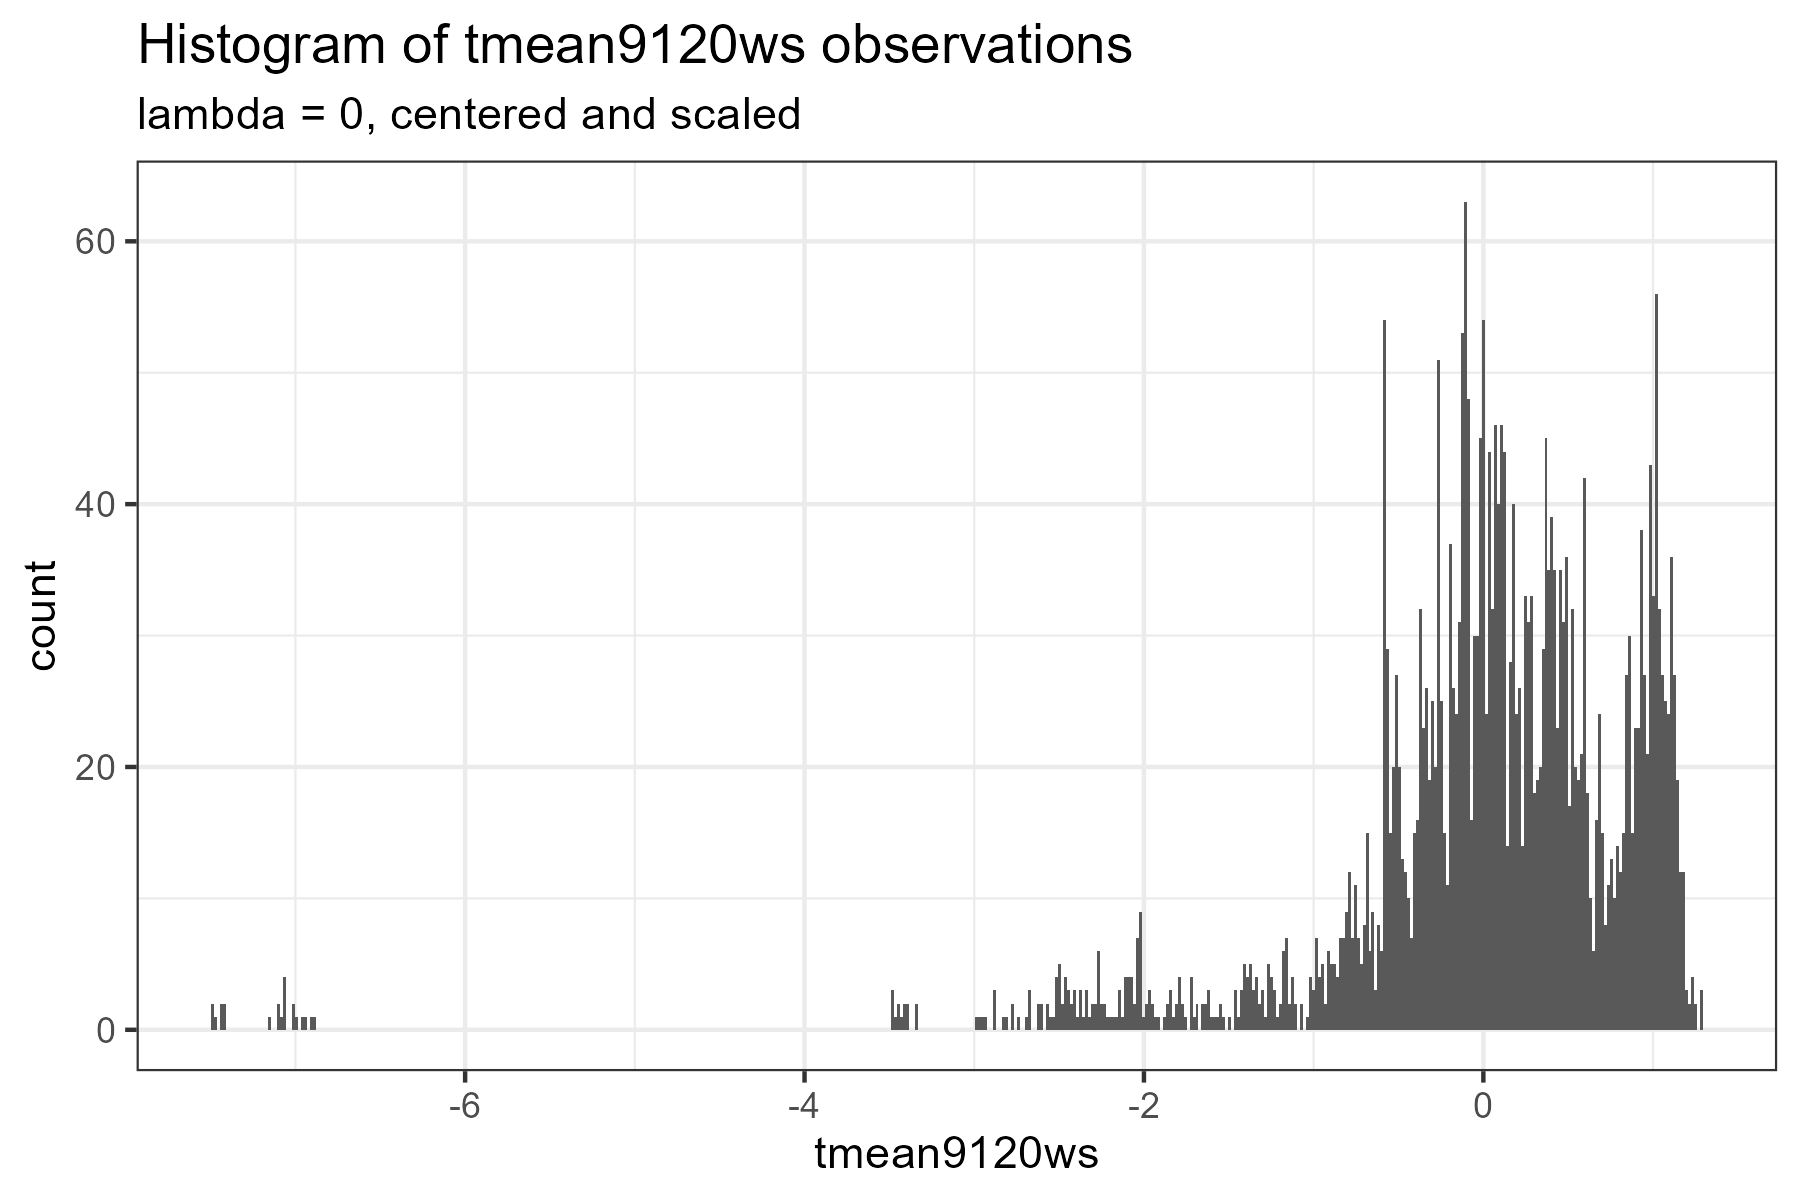 Histogram of tmean9120ws observations
lambda = 0, centered and scaled
60
40
20
0
count
-6
-4
-2
0
tmean9120ws